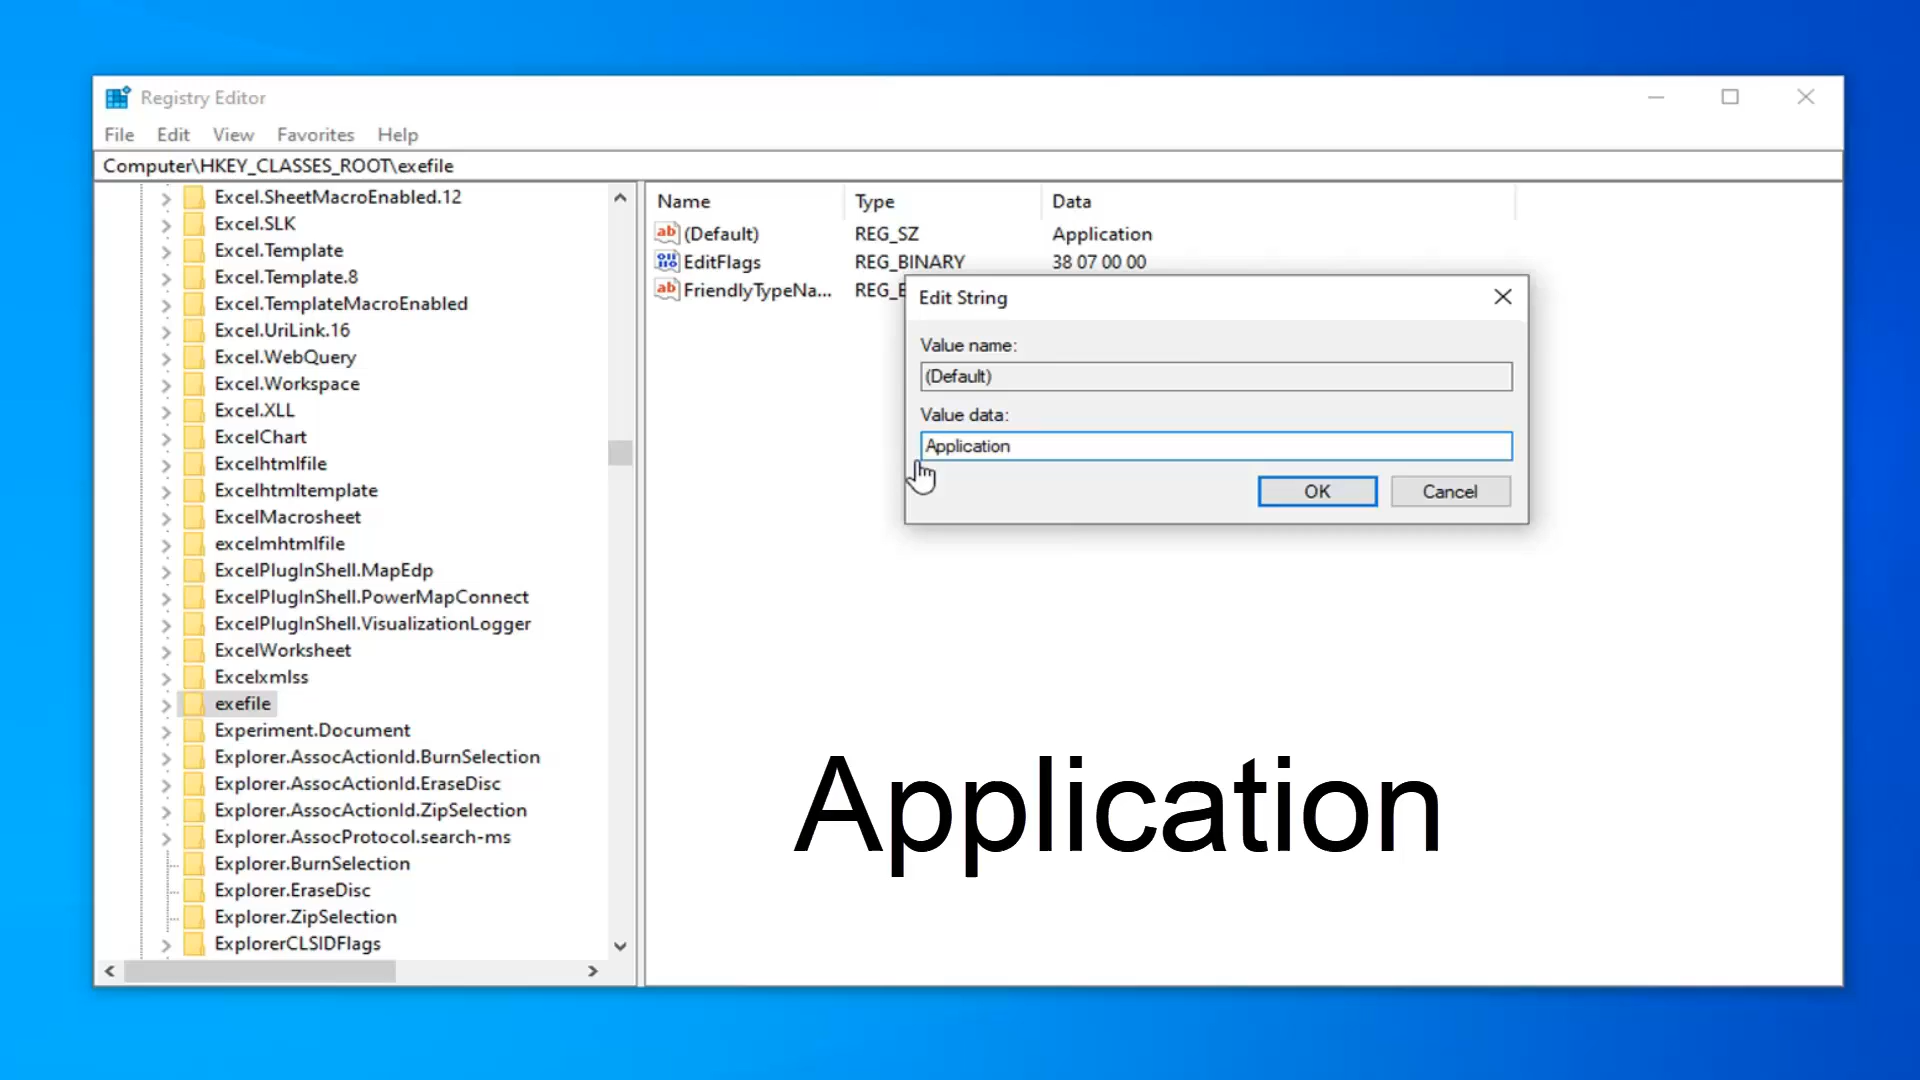 Registry Editor
File Edit View Favorites Help
Computer\HKEY_CLASSES_ROOT\exefile
Excel.SheetMacroEnabled.12
Excel.SLK
Excel.Template
Excel.Template.8
Excel.TemplateMacroEnabled
Excel.UriLink.16
Excel.WebQuery
Excel.Workspace
Excel.XLL
ExcelChart
Excelhtmlfile
Excelhtmltemplate
ExcelMacrosheet
excelmhtmlfile
ExcelPlugInShell.MapEdp
ExcelPlugInShell.PowerMapConnect
ExcelPlugInShell.VisualizationLogger
ExcelWorksheet
Excelxmlss
exefile
Experiment.Document
Explorer.AssocActionId.BurnSelection
Explorer.AssocActionId.EraseDisc
Explorer.AssocActionId.ZipSelection
Explorer.AssocProtocol.search-ms
Explorer.BurnSelection
Explorer.EraseDisc
Explorer.ZipSelection
ExplorerCLSIDFlags
Name Type Data
(Default) REG_SZ Application
EditFlags REG_BINARY 38 07 00 00
FriendlyTypeNa...
Edit String
Value name:
(Default)
Value data:
Application
OK Cancel
Application